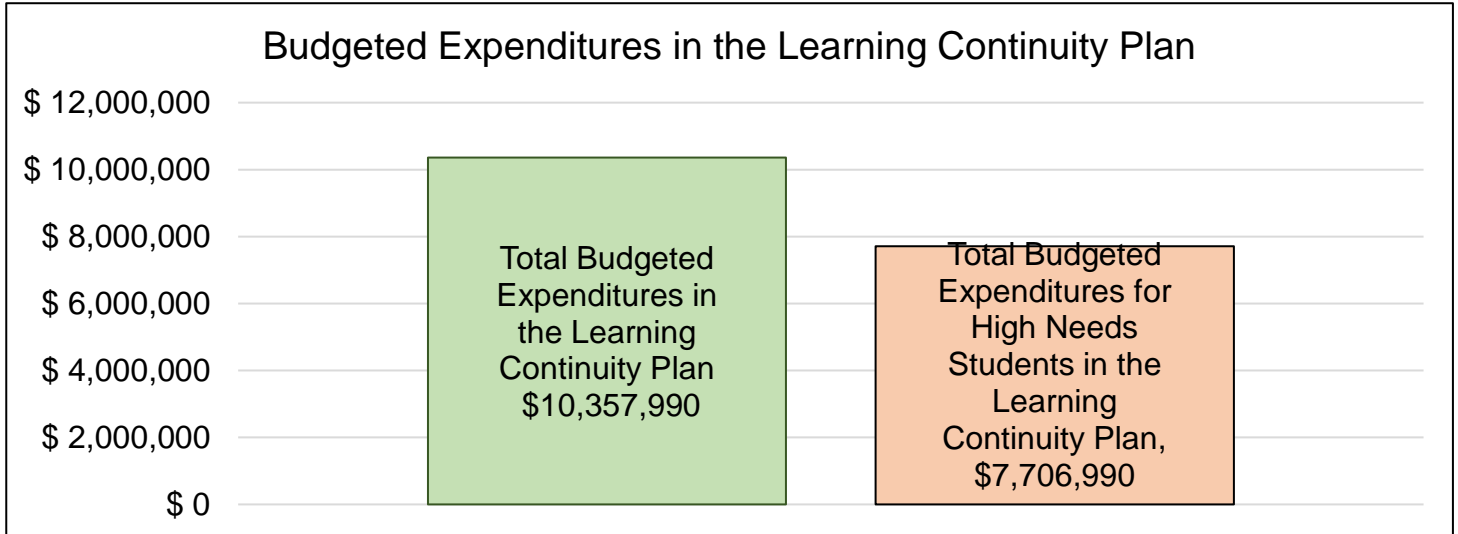 Budgeted Expenditures in the Learning Continuity Plan
$ 12,000,000
$ 10,000,000
$ 8,000,000
$ 6,000,000
$ 4,000,000
$ 2,000,000
$ 0
Total Budgeted
Expenditures in
the Learning
Continuity Plan
$10,357,990
Total Budgeted
Expenditures for
High Needs
Students in the
Learning
Continuity Plan,
$7,706,990